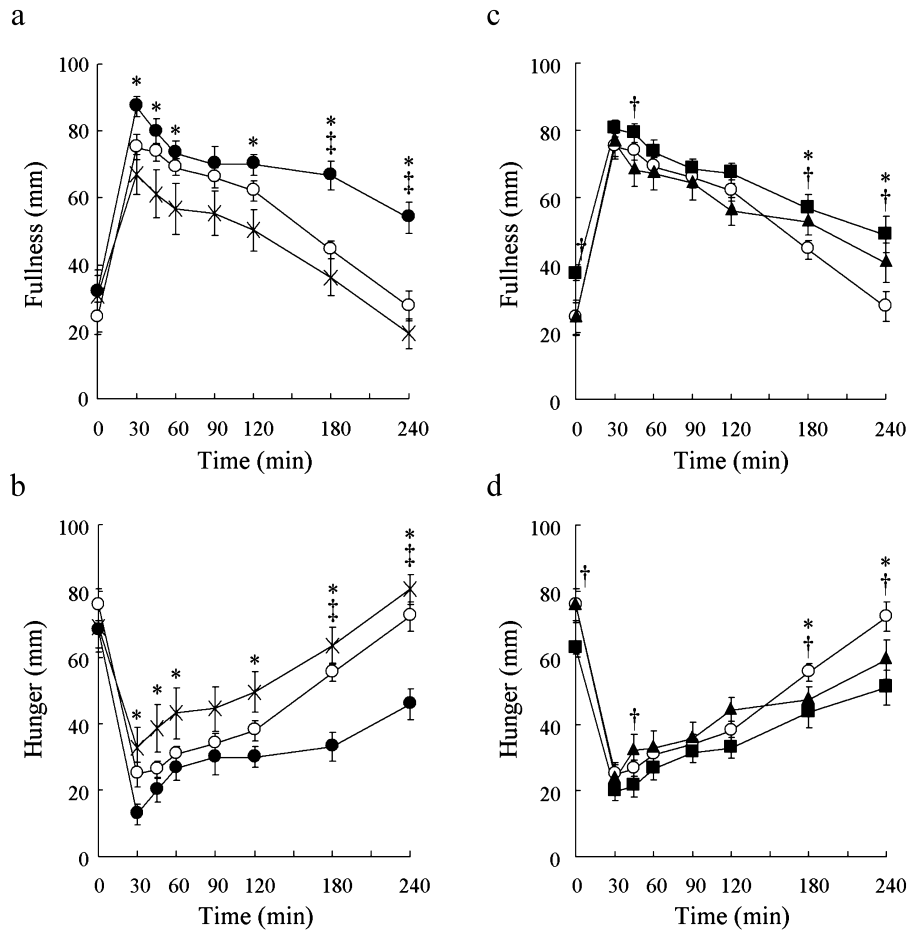 a
100
80
60
40
20
0
Fullness (mm)
* * * * * ‡ * ‡ *
0 30 60 90 120 180 240
Time (min)
c
100
80
60
40
20
0
Fullness (mm)
† † * † * †
0 30 60 90 120 180 240
Time (min)
b
100
80
60
40
20
0
Hunger (mm)
* * * * * ‡ * ‡
0 30 60 90 120 180 240
Time (min)
d
100
80
60
40
20
0
Hunger (mm)
† † * † * †
0 30 60 90 120 180 240
Time (min)